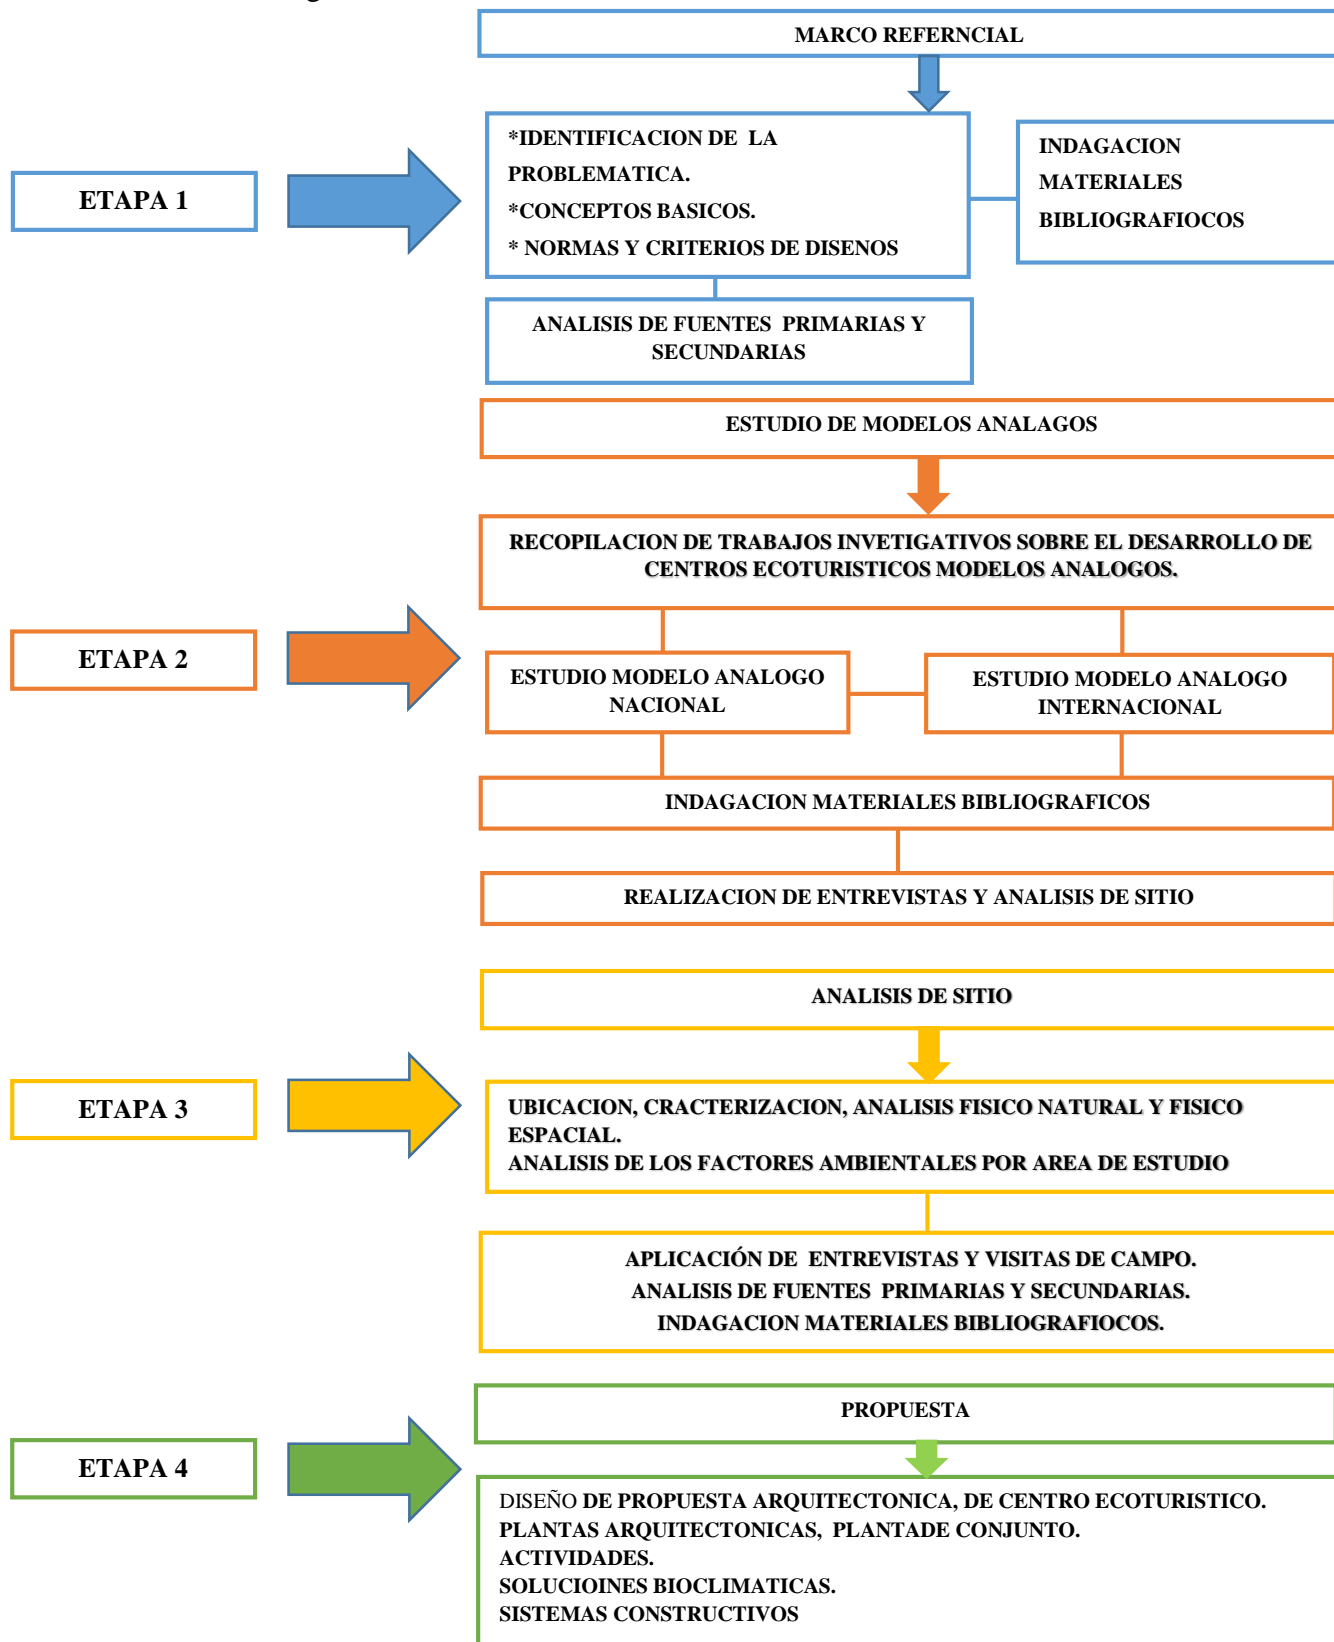 MARCO REFERNCIAL
ETAPA 1
*IDENTIFICACION DE LA
PROBLEMATICA.
*CONCEPTOS BASICOS.
* NORMAS Y CRITERIOS DE DISENOS
INDAGACION
MATERIALES
BIBLIOGRAFIOCOS
ANALISIS DE FUENTES PRIMARIAS Y
SECUNDARIAS
ESTUDIO DE MODELOS ANALAGOS
RECOPILACION DE TRABAJOS INVETIGATIVOS SOBRE EL DESARROLLO DE
CENTROS ECOTURISTICOS MODELOS ANALOGOS.
ETAPA 2
ESTUDIO MODELO ANALOGO
NACIONAL
ESTUDIO MODELO ANALOGO
INTERNACIONAL
INDAGACION MATERIALES BIBLIOGRAFICOS
REALIZACION DE ENTREVISTAS Y ANALISIS DE SITIO
ANALISIS DE SITIO
ETAPA 3
UBICACION, CRACTERIZACION, ANALISIS FISICO NATURAL Y FISICO
ESPACIAL.
ANALISIS DE LOS FACTORES AMBIENTALES POR AREA DE ESTUDIO
APLICACIÓN DE ENTREVISTAS Y VISITAS DE CAMPO.
ANALISIS DE FUENTES PRIMARIAS Y SECUNDARIAS.
INDAGACION MATERIALES BIBLIOGRAFIOCOS.
PROPUESTA
ETAPA 4
DISEÑO DE PROPUESTA ARQUITECTONICA, DE CENTRO ECOTURISTICO.
PLANTAS ARQUITECTONICAS, PLANTADE CONJUNTO.
ACTIVIDADES.
SOLUCIOINES BIOCLIMATICAS.
SISTEMAS CONSTRUCTIVOS